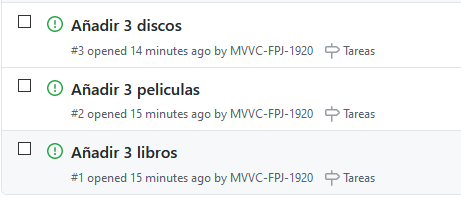 Añadir 3 discos
#3 opened 14 minutes ago by MVVC-FPJ-1920 Tareas
Añadir 3 peliculas
#2 opened 15 minutes ago by MVVC-FPJ-1920 Tareas
Añadir 3 libros
#1 opened 15 minutes ago by MVVC-FPJ-1920 Tareas